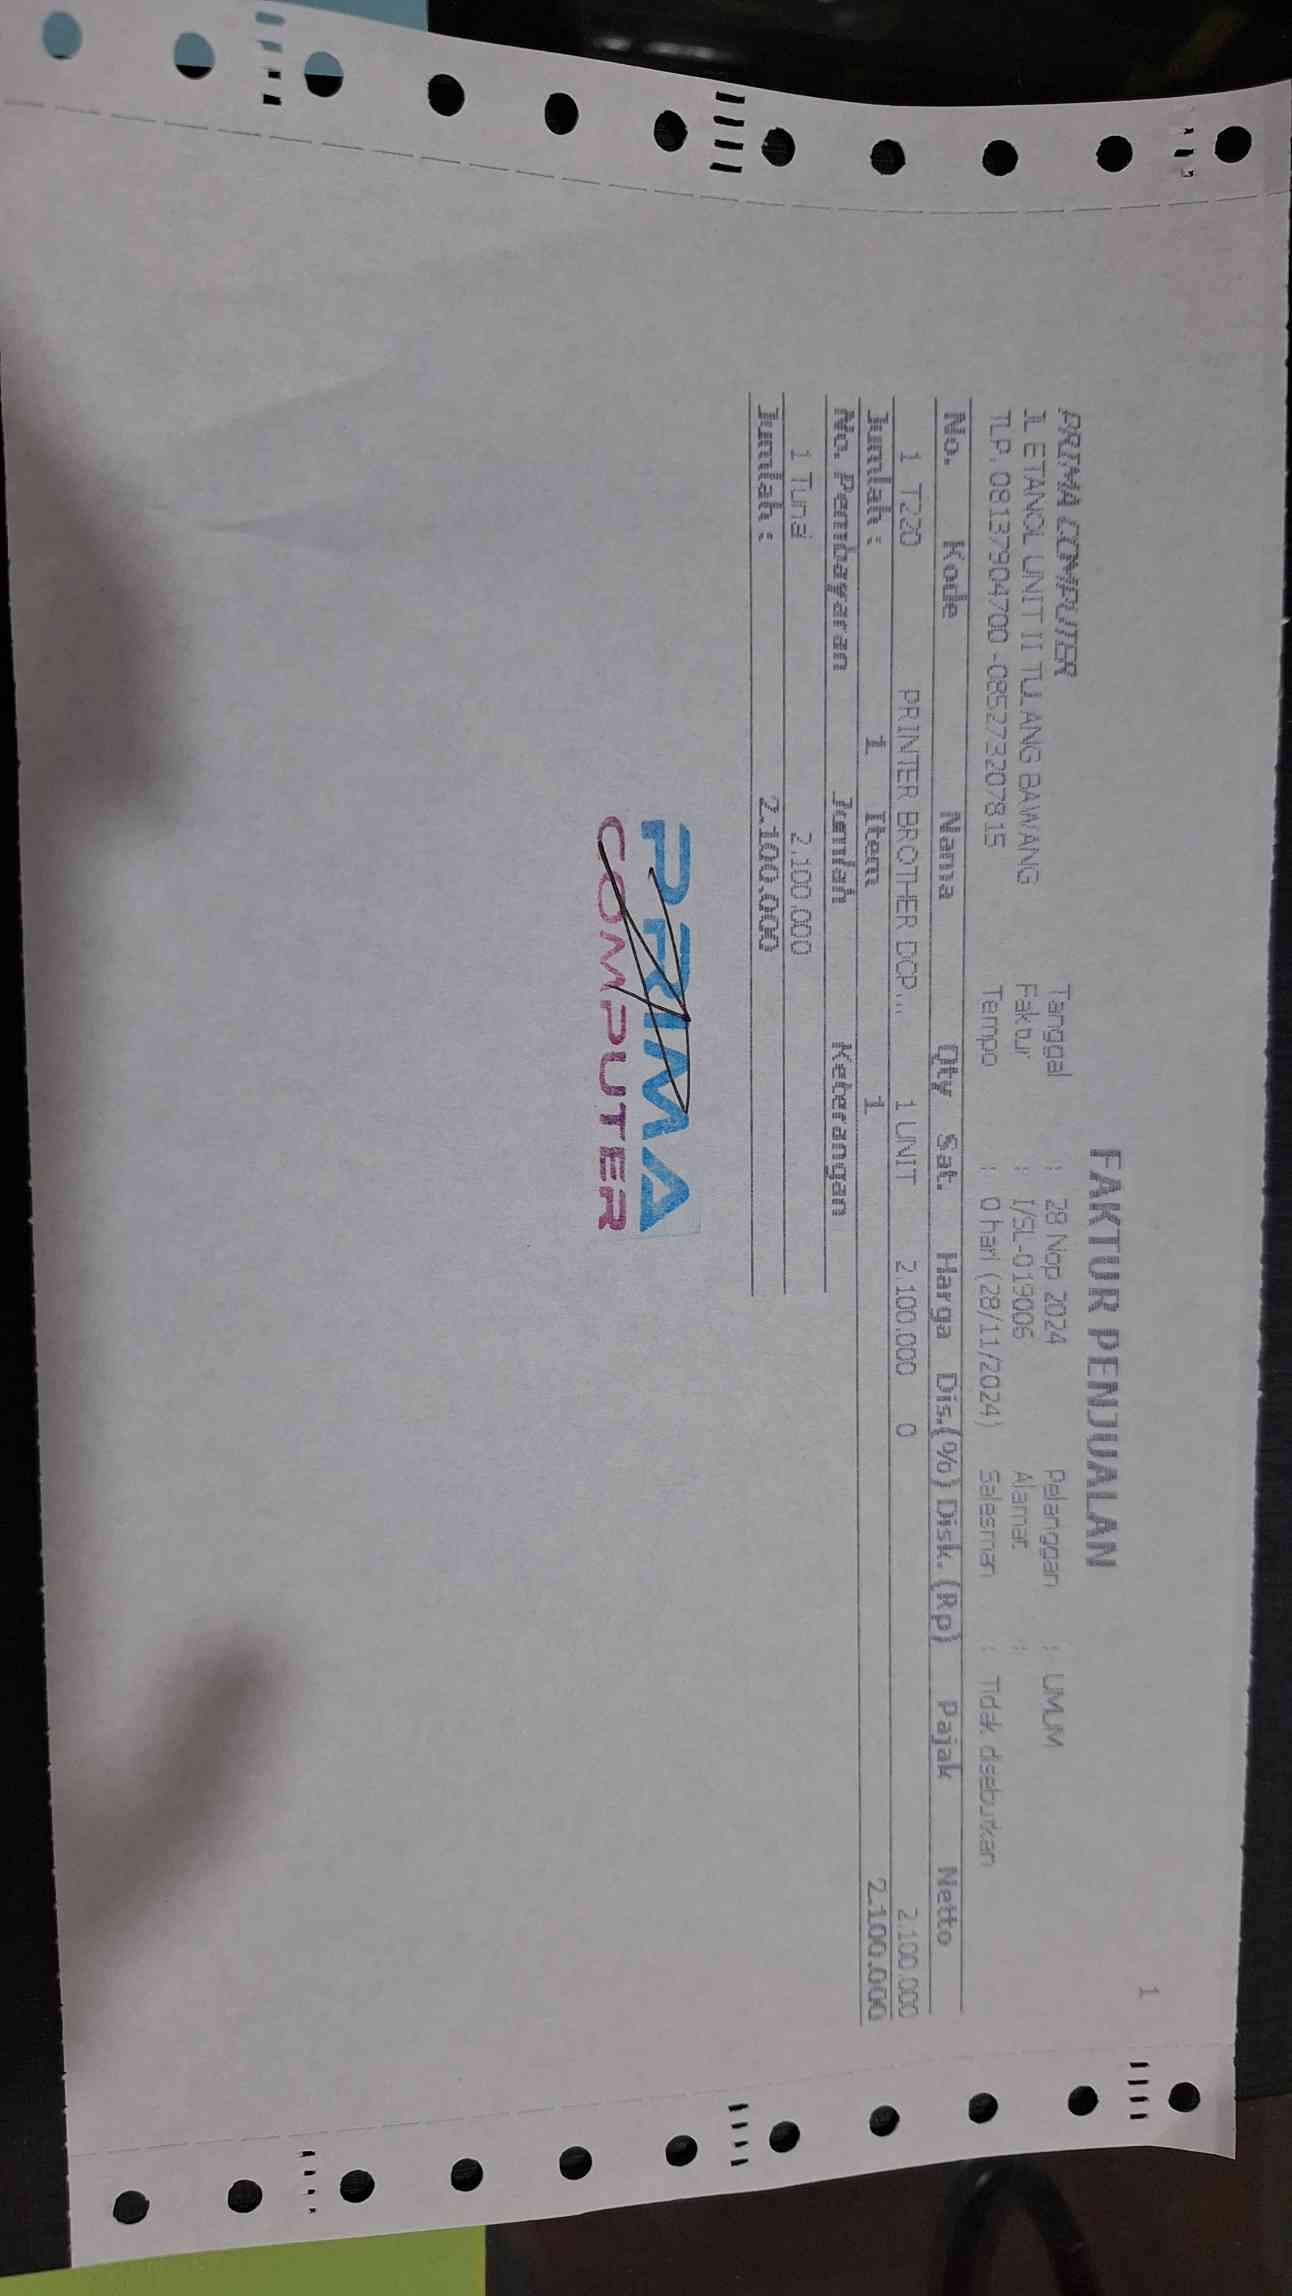 1
FAKTUR PENJUALAN
PRIMA COMPUTER
JL ETANOL UNIT II TULANG BAWANG
TLP. 081379047700 -085273207815
Tanggal : 28 Nop 2024 Pelanggan : UMUM
Faktur : I/SL-019006 Alamat :
Tempo : 0 hari (28/11/2024) Salesman : Tidak disebutkan
No. Kode Nama Qty Sat. Harga Dis.(%) Disk. (Rp) Pajak Netto
1 T220 PRINTER BROTHER DCP... 1 UNIT 2.100.000 0 2.100.000
Jumlah : 1 Item 1 2.100.000
No. Pembayaran Jumlah Keterangan
1 Tunai 2.100.000
Jumlah : 2.100.000
PRIMA
COMPUTER